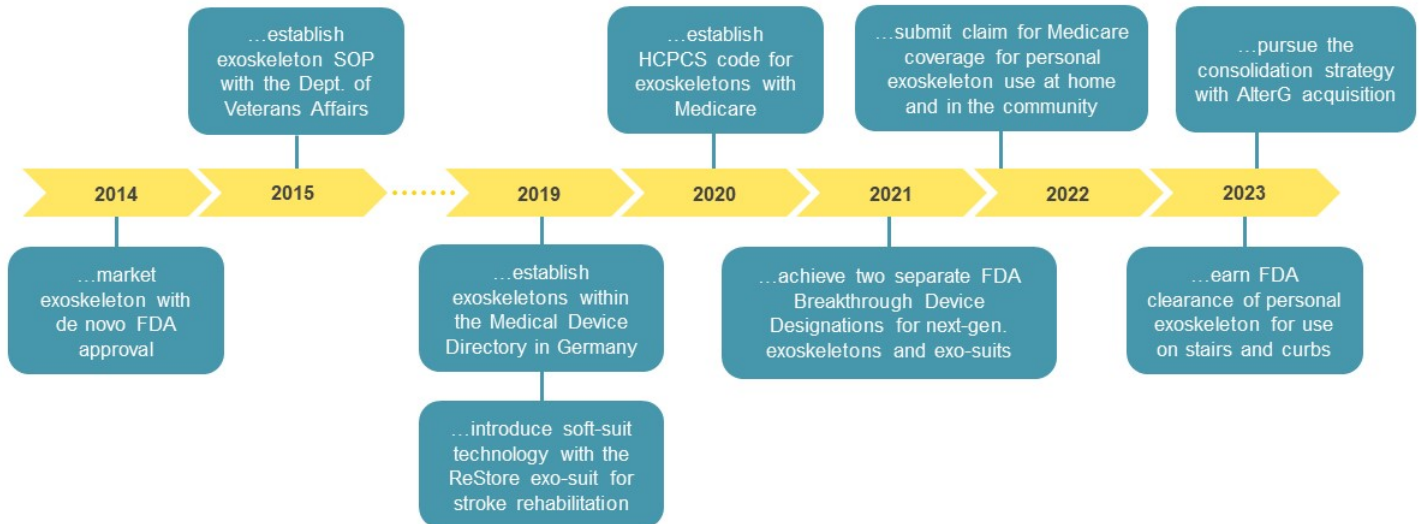 …establish
exoskeleton SOP
with the Dept. of
Veterans Affairs
…establish
HCPCS code for
exoskeletons with
Medicare
…submit claim for Medicare
coverage for personal
exoskeleton use at home
and in the community
…pursue the
consolidation strategy
with AlterG acquisition
2014
2015
2019
2020
2021
2022
2023
…market
exoskeleton with
de novo FDA
approval
…establish
exoskeletons within
the Medical Device
Directory in Germany
…achieve two separate FDA
Breakthrough Device
Designations for next-gen.
exoskeletons and exo-suits
…earn FDA
clearance of personal
exoskeleton for use
on stairs and curbs
…introduce soft-suit
technology with the
ReStore exo-suit for
stroke rehabilitation